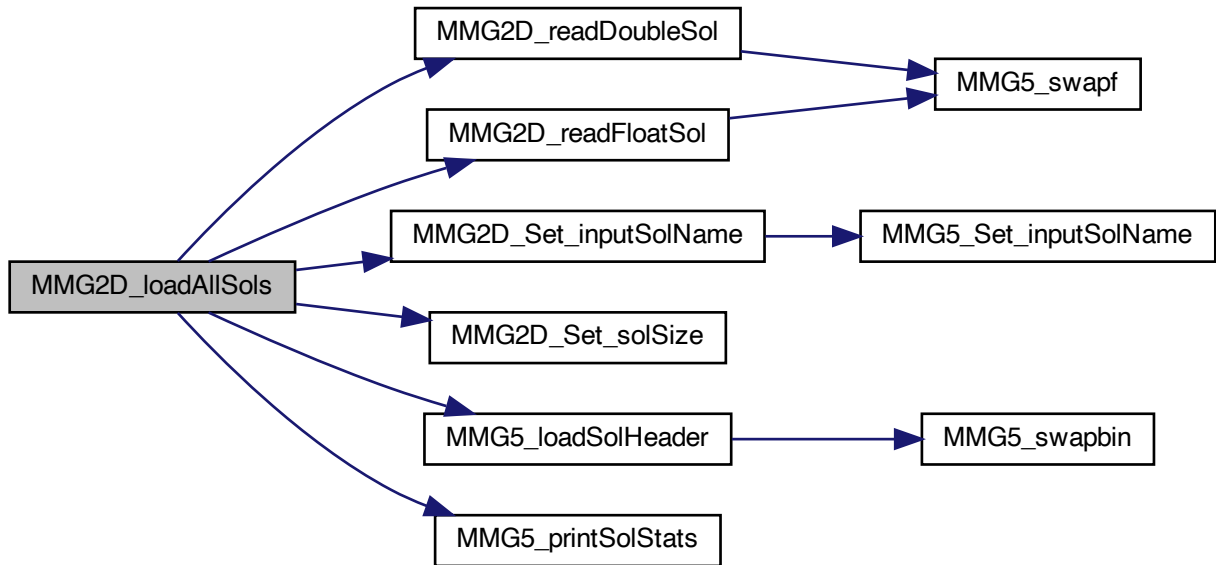 MMG2D_readDoubleSol
MMG5_swapf
MMG2D_readFloatSol
MMG2D_Set_inputSolName
MMG5_Set_inputSolName
MMG2D_loadAllSols
MMG2D_Set_solSize
MMG5_loadSolHeader
MMG5_swapbin
MMG5_printSolStats